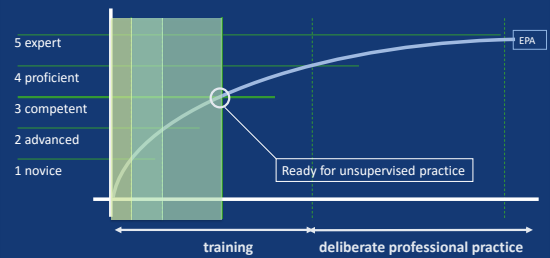 5 expert
EPA
4 proficient
3 competent
2 advanced
1 novice
Ready for unsupervised practice
training
deliberate professional practice